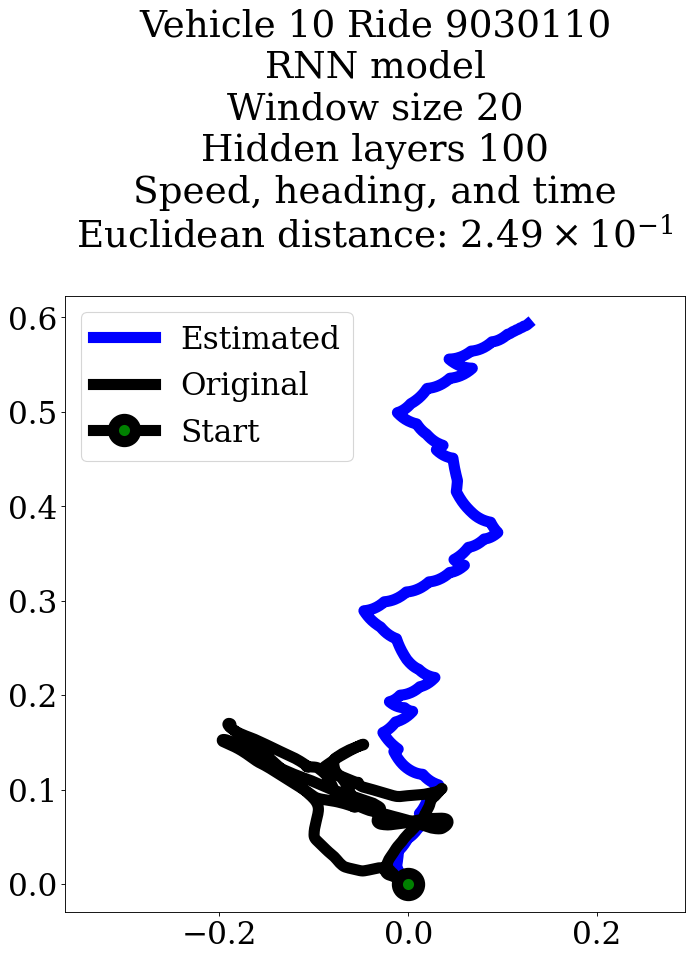 Vehicle 10 Ride 9030110
RNN model
Window size 20
Hidden layers 100
Speed, heading, and time
Euclidean distance: 2.49 × 10⁻¹
0.6
0.5
0.4
0.3
0.2
0.1
0.0
Estimated
Original
Start
−0.2
0.0
0.2